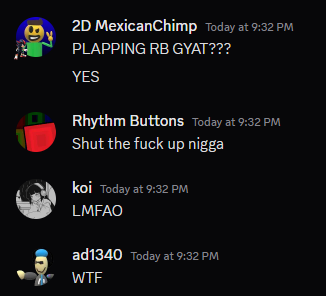 2D MexicanChimp Today at 9:32 PM
PLAPPING RB GYAT???
YES
Rhythm Buttons Today at 9:32 PM
Shut the fuck up nigga
koi Today at 9:32 PM
LMFAO
ad1340 Today at 9:32 PM
WTF